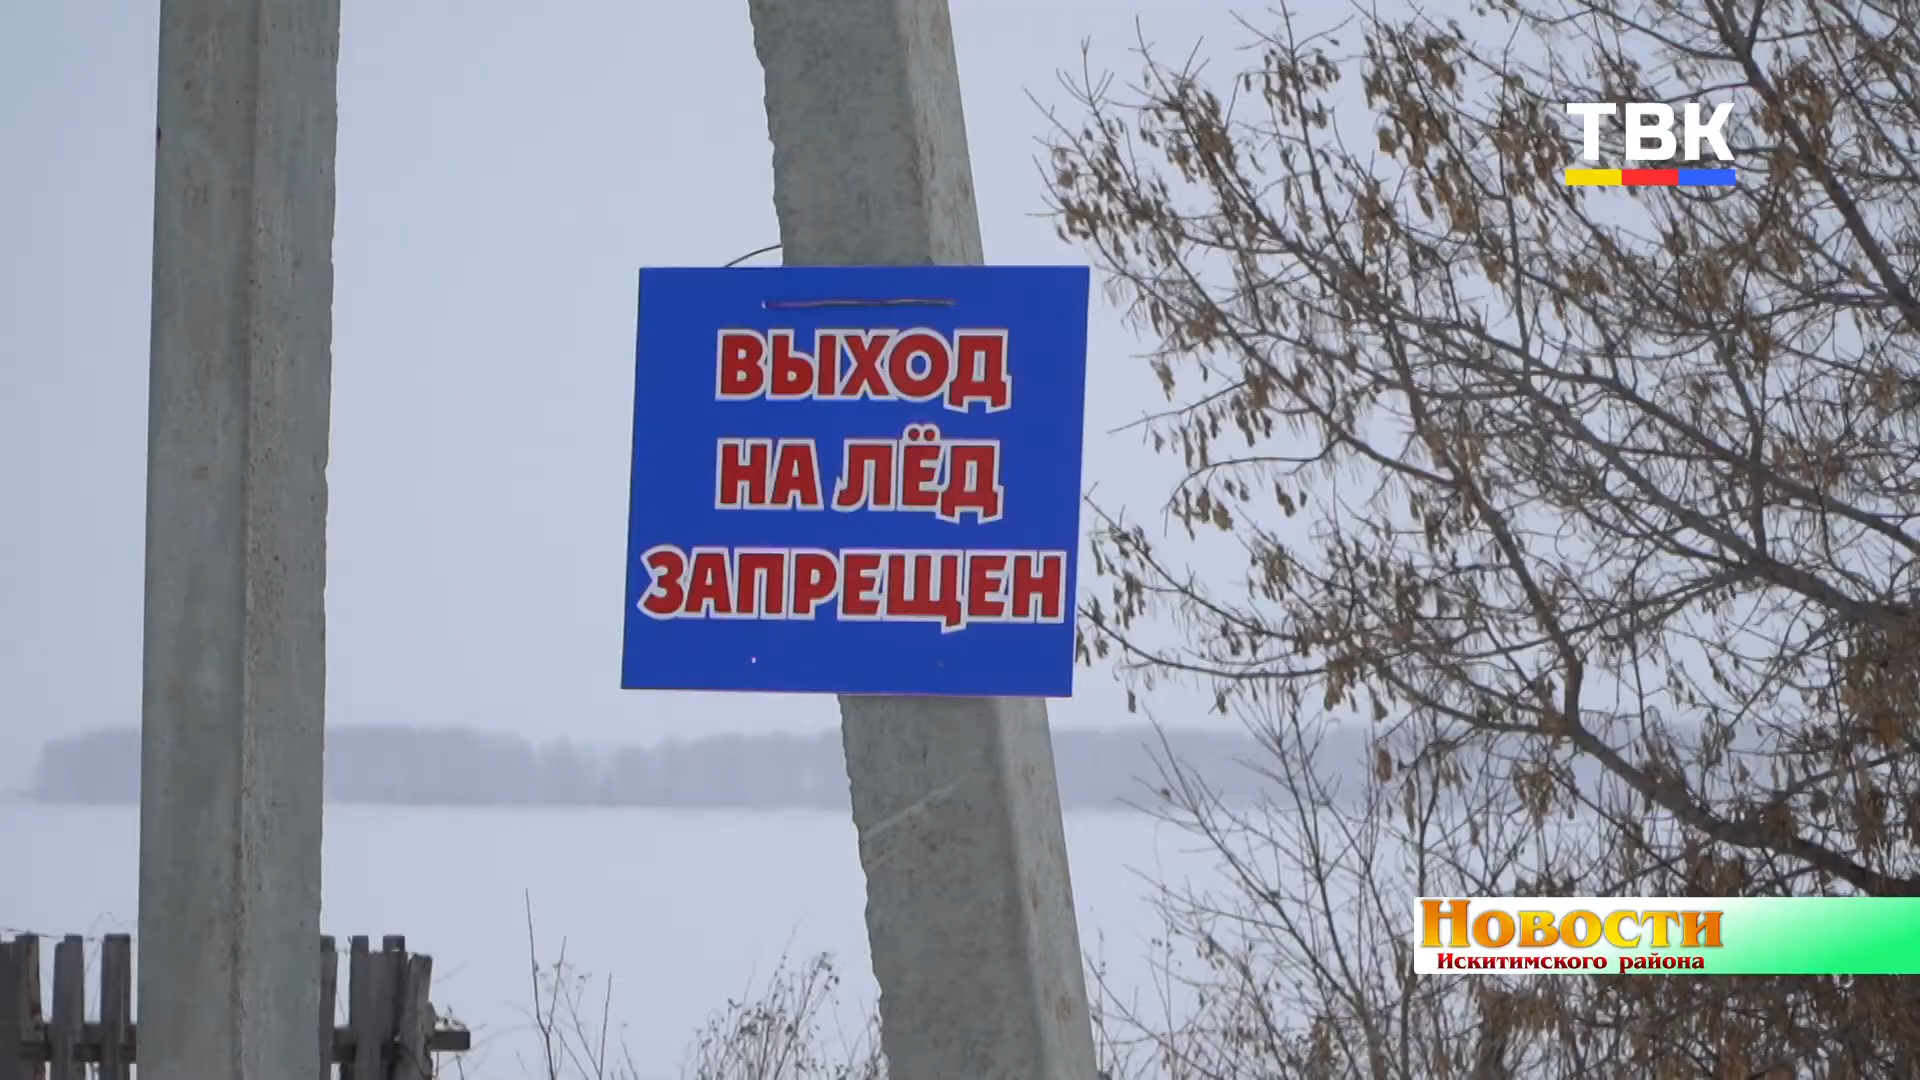 ТВК
ВЫХОД
НА ЛЁД
ЗАПРЕЩЕН
Новости
Искитимского района